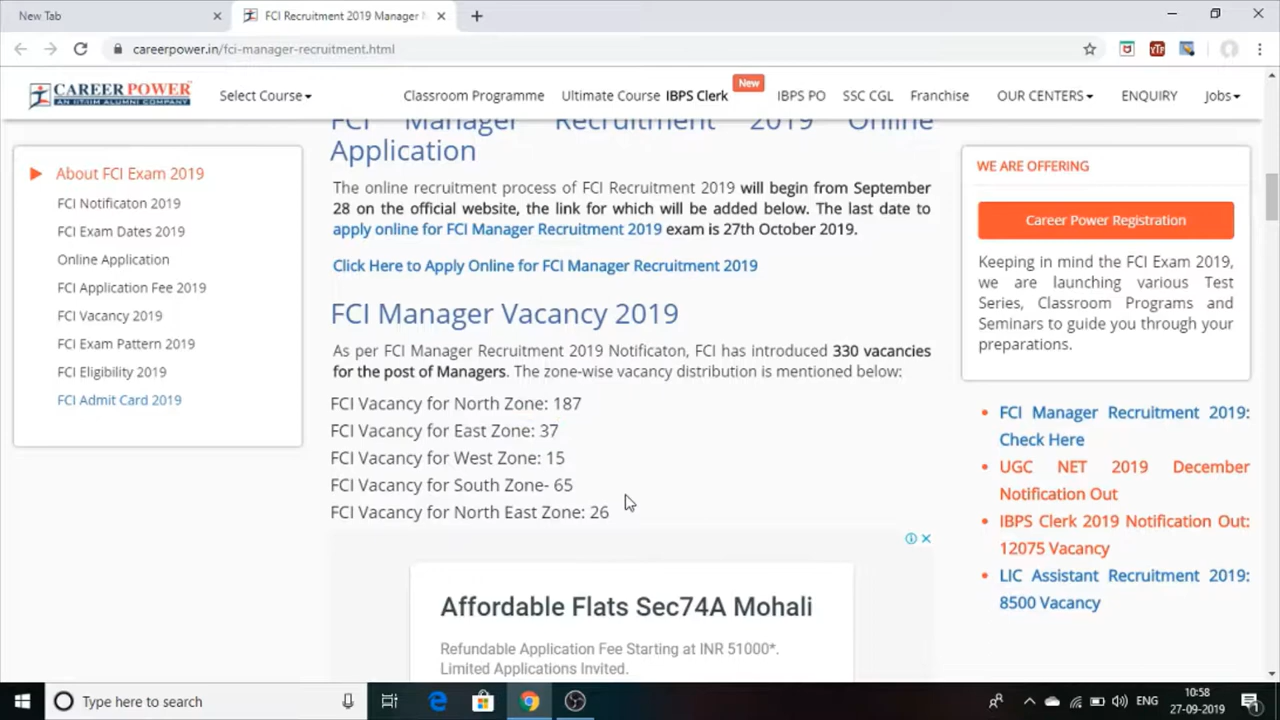 New Tab
FCI Recruitment 2019 Manager
careerpower.in/fci-manager-recruitment.html
YTF
CAREER POWER
AN IIT/IIM ALUMNI COMPANY
Select Course
Classroom Programme
Ultimate Course
IBPS Clerk
New
IBPS PO
SSC CGL
Franchise
OUR CENTERS
ENQUIRY
Jobs
About FCI Exam 2019
FCI Notificaton 2019
FCI Exam Dates 2019
Online Application
FCI Application Fee 2019
FCI Vacancy 2019
FCI Exam Pattern 2019
FCI Eligibility 2019
FCI Admit Card 2019
FCI Manager Recruitment 2019 Online
Application
The online recruitment process of FCI Recruitment 2019 will begin from September
28 on the official website, the link for which will be added below. The last date to
apply online for FCI Manager Recruitment 2019 exam is 27th October 2019.
Click Here to Apply Online for FCI Manager Recruitment 2019
FCI Manager Vacancy 2019
As per FCI Manager Recruitment 2019 Notificaton, FCI has introduced 330 vacancies
for the post of Managers. The zone-wise vacancy distribution is mentioned below:
FCI Vacancy for North Zone: 187
FCI Vacancy for East Zone: 37
FCI Vacancy for West Zone: 15
FCI Vacancy for South Zone- 65
FCI Vacancy for North East Zone: 26
Affordable Flats Sec74A Mohali
Refundable Application Fee Starting at INR 51000*.
Limited Applications Invited.
WE ARE OFFERING
Career Power Registration
Keeping in mind the FCI Exam 2019,
we are launching various Test
Series, Classroom Programs and
Seminars to guide you through your
preparations.
FCI Manager Recruitment 2019:
Check Here
UGC NET 2019 December
Notification Out
IBPS Clerk 2019 Notification Out:
12075 Vacancy
LIC Assistant Recruitment 2019:
8500 Vacancy
Type here to search
ENG
10:58
27-09-2019
1